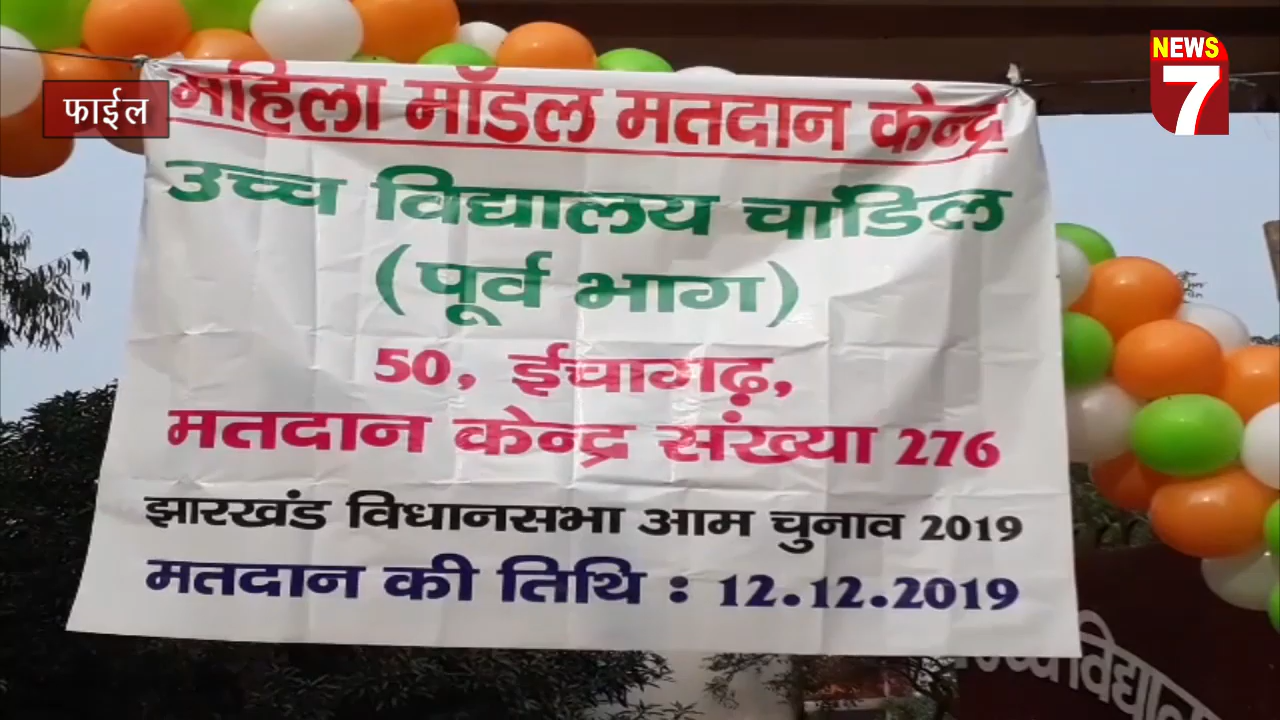 NEWS
7
फाईल
महिला मॉडल मतदान केन्द्र
उच्च विद्यालय चांडिल
(पूर्व भाग)
50, ईचागढ़,
मतदान केन्द्र संख्या 276
झारखंड विधानसभा आम चुनाव 2019
मतदान की तिथि : 12.12.2019